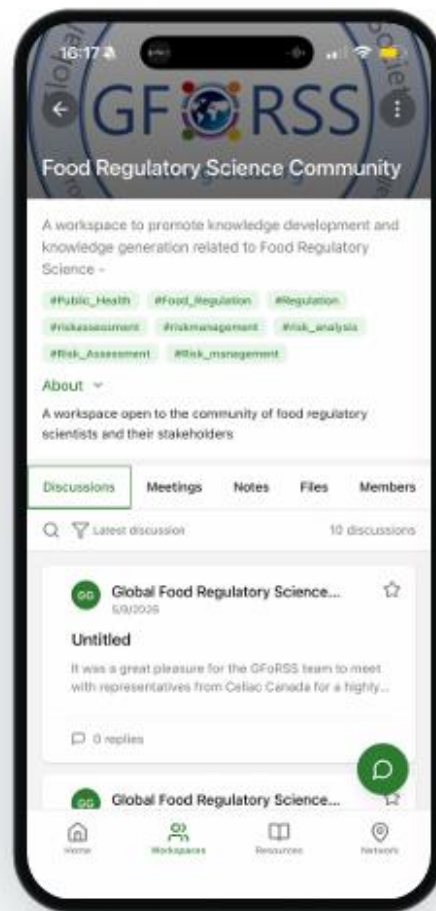 16:17
GFORSS
Food Regulatory Science Community
A workspace to promote knowledge development and
knowledge generation related to Food Regulatory
Science -
#Public_Health #Food_Regulation #Regulation
#riskassessment #riskmanagement #risk_analysis
#Risk_Assessment #Risk_management
About
A workspace open to the community of food regulatory
scientists and their stakeholders
Discussions Meetings Notes Files Members
Latest discussion 10 discussions
GG Global Food Regulatory Science...
5/9/2026
Untitled
It was a great pleasure for the GFoRSS team to meet
with representatives from Celiac Canada for a highly...
0 replies
GG Global Food Regulatory Science...
Home Workspaces Resources Network